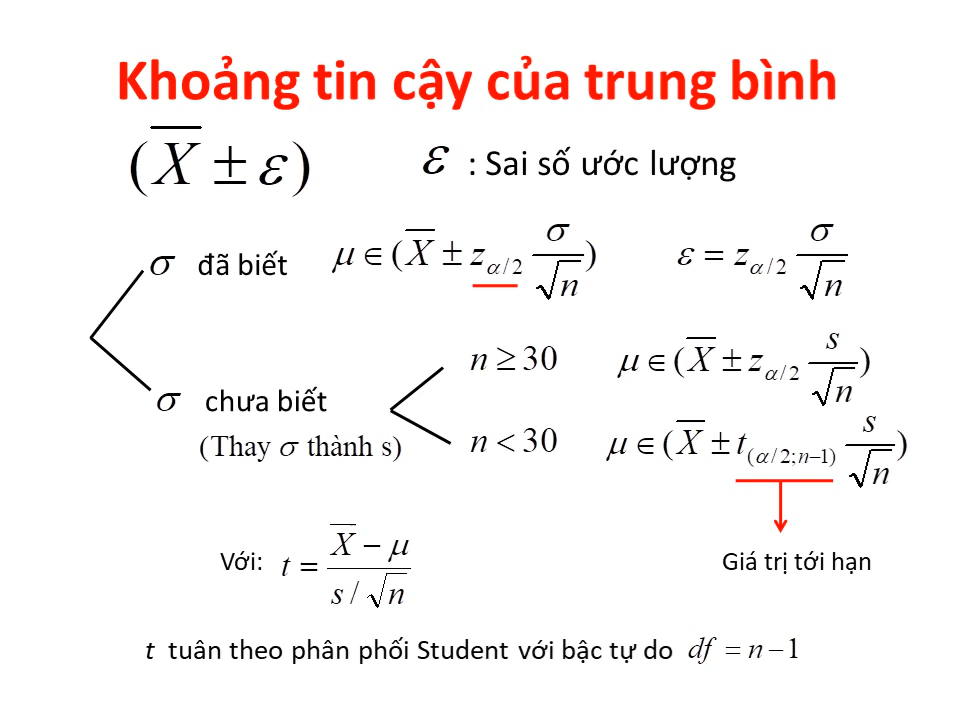 Khoảng tin cậy của trung bình
(X̅ ± ε) ε : Sai số ước lượng
σ đã biết μ ∈ (X̅ ± z_{α/2} σ/√n) ε = z_{α/2} σ/√n
n ≥ 30 μ ∈ (X̅ ± z_{α/2} s/√n)
σ chưa biết
(Thay σ thành s) n < 30 μ ∈ (X̅ ± t_{(α/2;n–1)} s/√n)
Với: t = (X̅ − μ)/(s / √n) Giá trị tới hạn
t tuân theo phân phối Student với bậc tự do df = n − 1